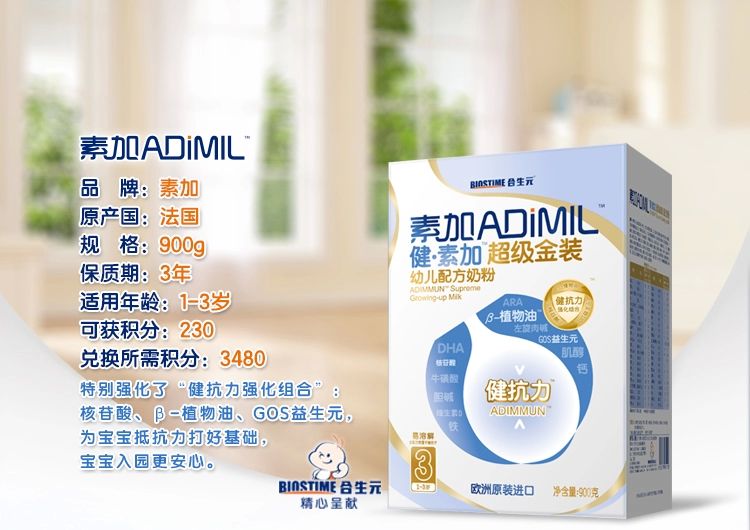 素加ADiMIL™
品 牌：素加
原产国：法国
规 格：900g
保质期：3年
适用年龄：1-3岁
可获积分：230
兑换所需积分：3480
特别强化了“健抗力强化组合”：
核苷酸、β-植物油、GOS益生元，
为宝宝抵抗力打好基础，
宝宝入园更安心。
BIOSTIME 合生元
精心呈献
BIOSTIME 合生元
素加ADiMIL™
健·素加™超级金装
幼儿配方奶粉
ADIMMUN™ Supreme
Growing-up Milk
健抗力™
强化组合
ARA
β-植物油
左旋肉碱
GOS益生元
DHA
肌醇
核苷酸
钙
牛磺酸
胆碱
维生素D
铁
健抗力™
ADIMMUN™
易溶解
3
1-3岁
欧洲原装进口
净含量:900克